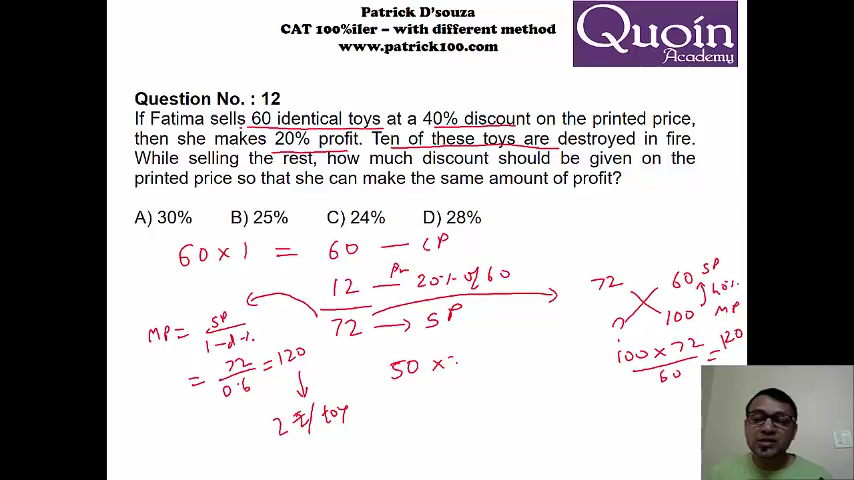 Patrick D'souza
CAT 100%iler – with different method
www.patrick100.com
Quoin
Academy
Question No. : 12
If Fatima sells 60 identical toys at a 40% discount on the printed price,
then she makes 20% profit. Ten of these toys are destroyed in fire.
While selling the rest, how much discount should be given on the
printed price so that she can make the same amount of profit?
A) 30% B) 25% C) 24% D) 28%
60 x 1 = 60 — CP
12 — Pr 20% of 60
72 → SP
MP = SP / 1-d%
= 72 / 0.6 = 120
2 ₹/toy
50 x
72 60 SP
40%
? 100 MP
100 x 72 / 60 = 120